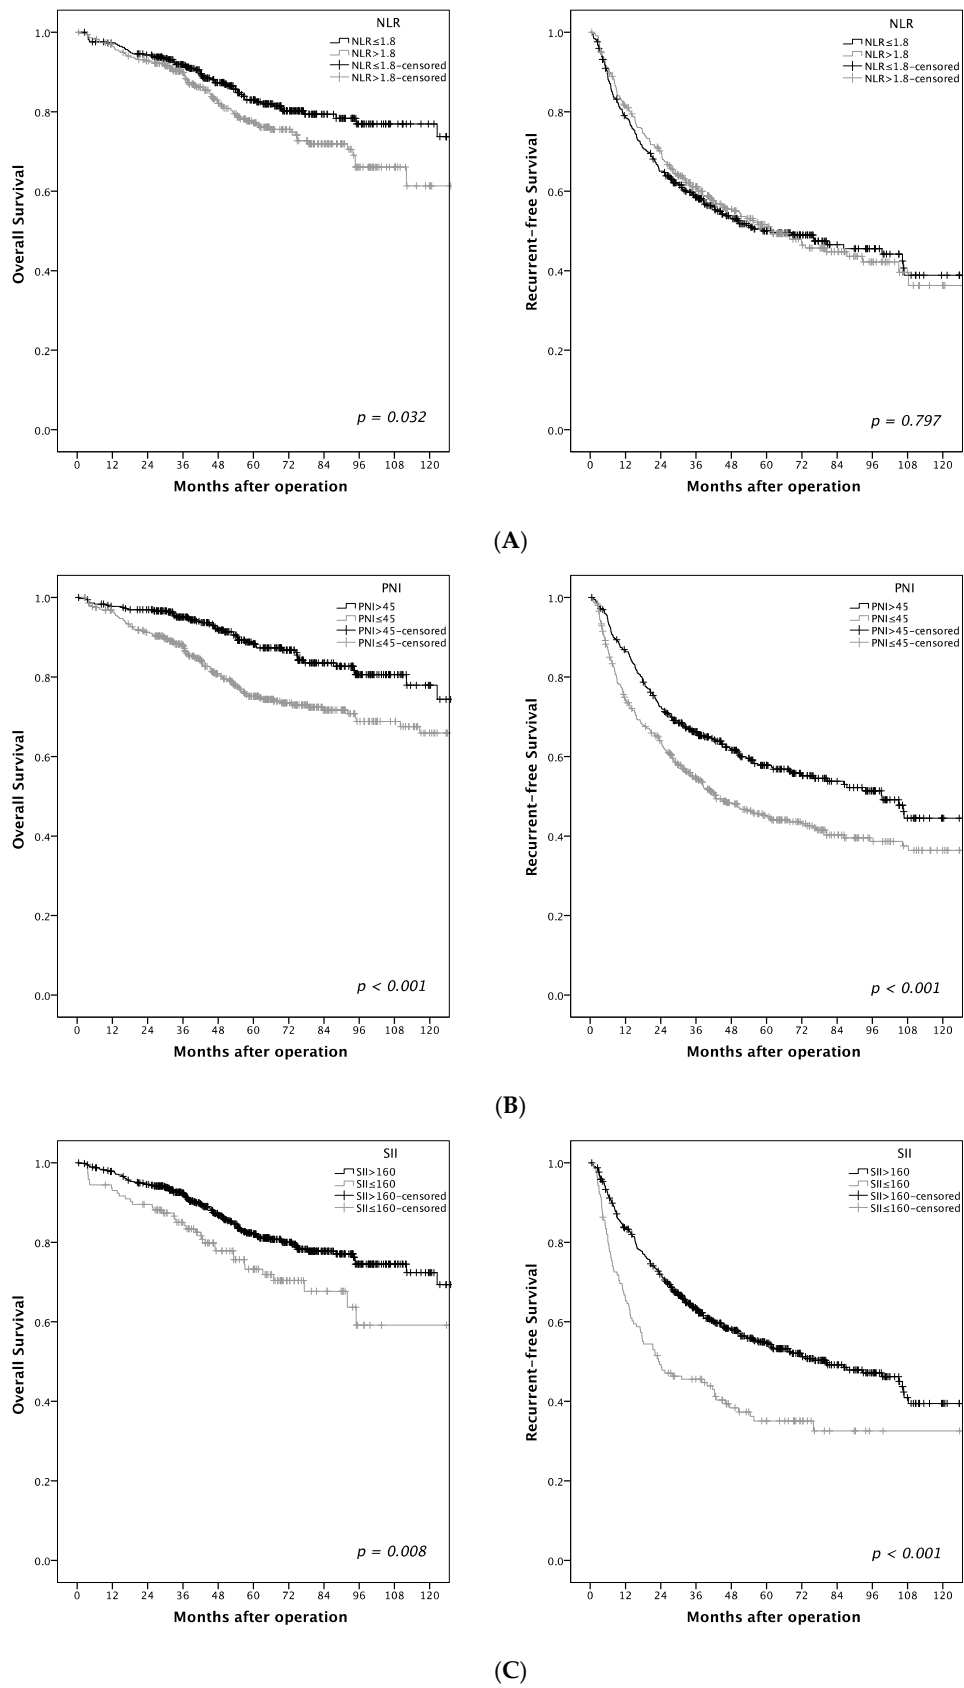 NLR
NLR≤1.8
NLR>1.8
NLR≤1.8-censored
NLR>1.8-censored
1.0
0.8
0.6
0.4
0.2
0.0
Overall Survival
p = 0.032
0 12 24 36 48 60 72 84 96 108 120
Months after operation
NLR
NLR≤1.8
NLR>1.8
NLR≤1.8-censored
NLR>1.8-censored
1.0
0.8
0.6
0.4
0.2
0.0
Recurrent-free Survival
p = 0.797
0 12 24 36 48 60 72 84 96 108 120
Months after operation
(A)
PNI
PNI>45
PNI≤45
PNI>45-censored
PNI≤45-censored
1.0
0.8
0.6
0.4
0.2
0.0
Overall Survival
p < 0.001
0 12 24 36 48 60 72 84 96 108 120
Months after operation
PNI
PNI>45
PNI≤45
PNI>45-censored
PNI≤45-censored
1.0
0.8
0.6
0.4
0.2
0.0
Recurrent-free Survival
p < 0.001
0 12 24 36 48 60 72 84 96 108 120
Months after operation
(B)
SII
SII>160
SII≤160
SII>160-censored
SII≤160-censored
1.0
0.8
0.6
0.4
0.2
0.0
Overall Survival
p = 0.008
0 12 24 36 48 60 72 84 96 108 120
Months after operation
SII
SII>160
SII≤160
SII>160-censored
SII≤160-censored
1.0
0.8
0.6
0.4
0.2
0.0
Recurrent-free Survival
p < 0.001
0 12 24 36 48 60 72 84 96 108 120
Months after operation
(C)